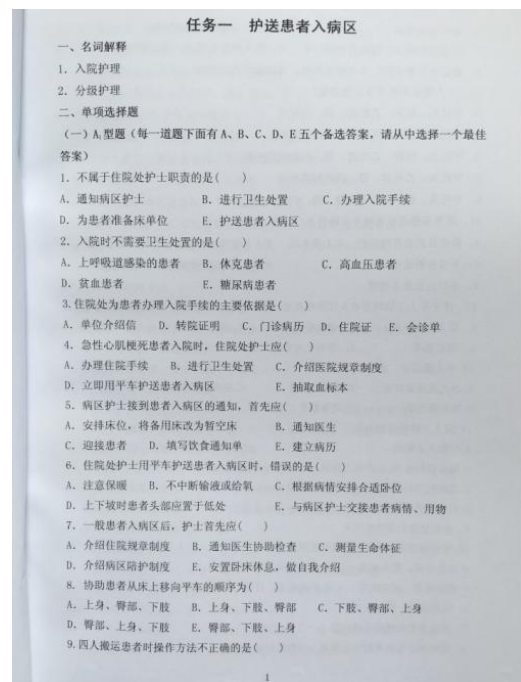 任务一 护送患者入病区
一、名词解释
1. 入院护理
2. 分级护理
二、单项选择题
（一）A₁型题（每一道题下面有 A、B、C、D、E 五个备选答案，请从中选择一个最佳
答案）
1. 不属于住院处护士职责的是(  )
A. 通知病区护士 B. 进行卫生处置 C. 办理入院手续
D. 为患者准备床单位 E. 护送患者入病区
2. 入院时不需要卫生处置的是(  )
A. 上呼吸道感染的患者 B. 休克患者 C. 高血压患者
D. 贫血患者 E. 糖尿病患者
3.住院处为患者办理入院手续的主要依据是(  )
A. 单位介绍信 D. 转院证明 C. 门诊病历 D. 住院证 E. 会诊单
4. 急性心肌梗死患者入院时，住院处护士应(  )
A. 办理住院手续 B. 进行卫生处置 C. 介绍医院规章制度
D. 立即用平车护送患者入病区 E. 抽取血标本
5. 病区护士接到患者入病区的通知，首先应(  )
A. 安排床位，将备用床改为暂空床 B. 通知医生
C. 迎接患者 D. 填写饮食通知单 E. 建立病历
6. 住院处护士用平车护送患者入病区时，错误的是(  )
A. 注意保暖 B. 不中断输液或给氧 C. 根据病情安排合适卧位
D. 上下坡时患者头部应置于低处 E. 与病区护士交接患者病情、用物
7. 一般患者入病区后，护士首先应(  )
A. 介绍住院规章制度 B. 通知医生协助检查 C. 测量生命体征
D. 介绍病区陪护制度 E. 安置卧床休息，做自我介绍
8. 协助患者从床上移向平车的顺序为(  )
A. 上身、臀部、下肢 B. 上身、下肢、臀部 C. 下肢、臀部、上身
D. 臀部、上身、下肢 E. 臀部、下肢、上身
9.四人搬运患者时操作方法不正确的是(  )
1